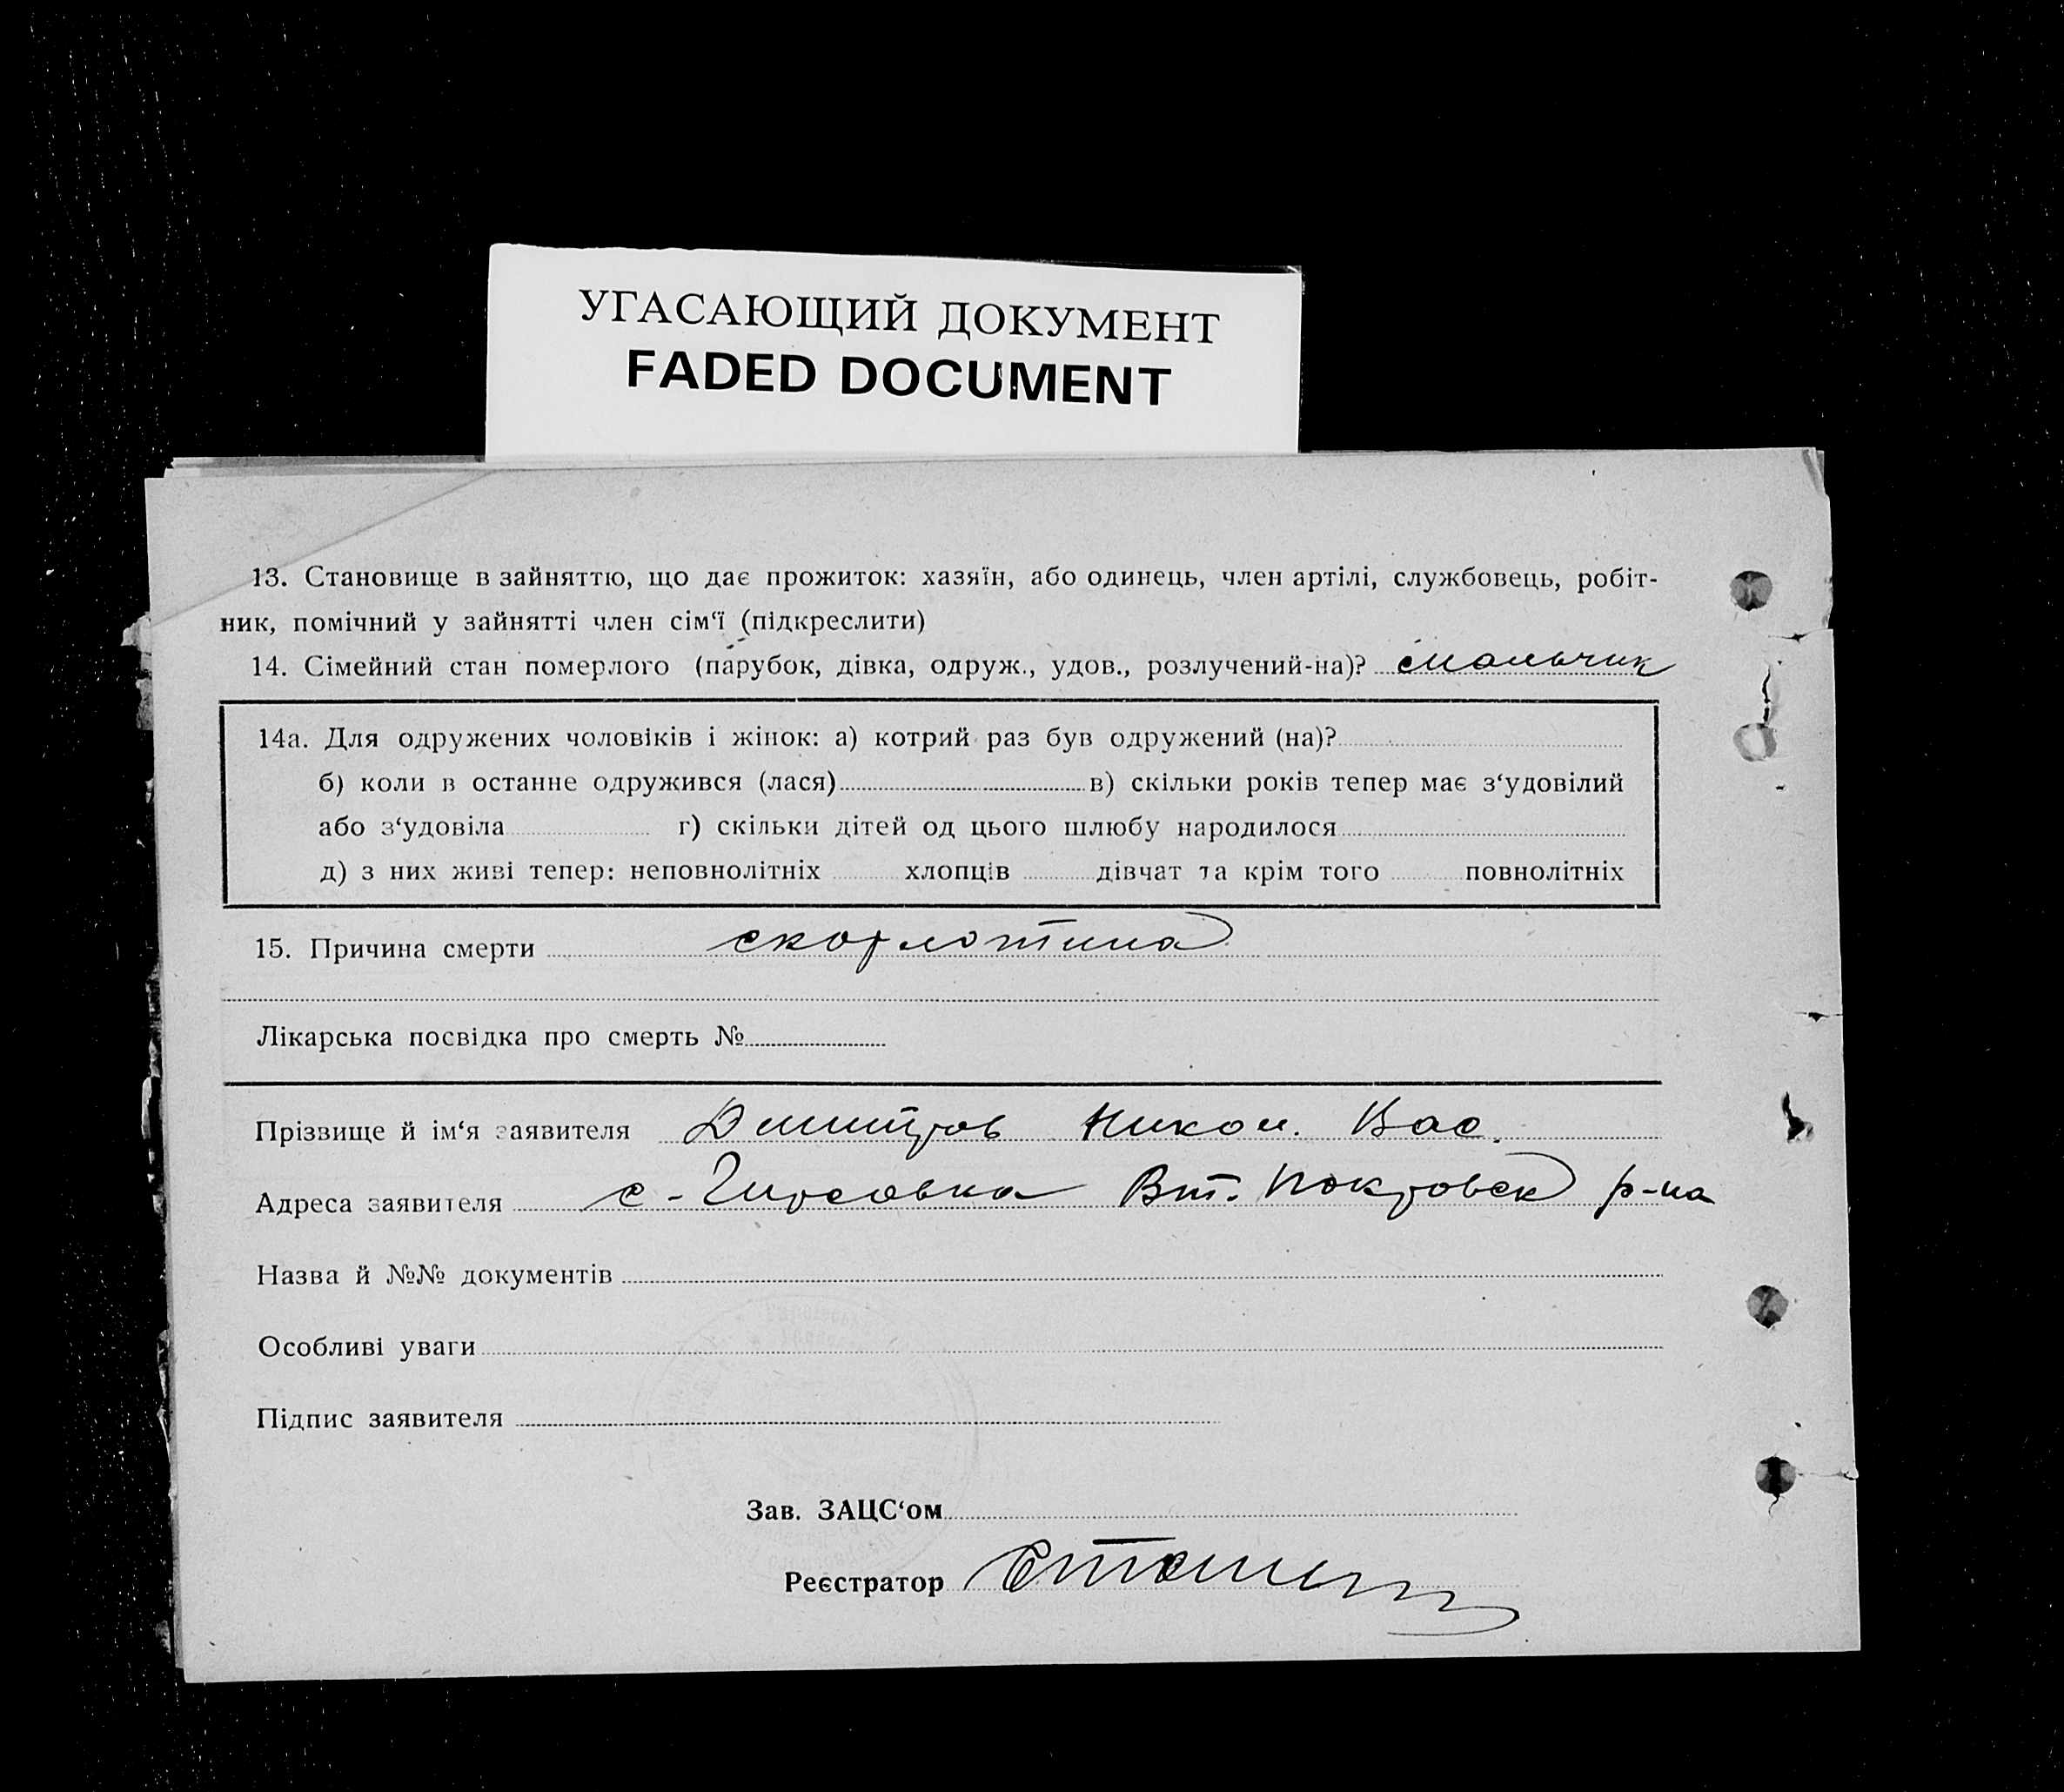 УГАСАЮЩИЙ ДОКУМЕНТ
FADED DOCUMENT
13. Становище в зайняттю, що дає прожиток: хазяїн, або одинець, член артілі, службовець, робіт-
ник, помічний у зайнятті член сім‘ї (підкреслити)
14. Сімейний стан померлого (парубок, дівка, одруж., удов., розлучений-на)? мальчик
14а. Для одружених чоловіків і жінок: а) котрий раз був одружений (на)?
б) коли в останне одружився (лася) в) скільки років тепер має з‘удовілий
або з‘удовіла г) скільки дітей од цього шлюбу народилося
д) з них живі тепер: неповнолітніх хлопців дівчат та крім того повнолітніх
15. Причина смерти скарлатина
Лікарська посвідка про смерть №
Прізвище й ім‘я заявителя Димитров Никол. Вас.
Адреса заявителя с-Гирсовка Вт. Покровск р-на
Назва й №№ документів
Особливі уваги
Підпис заявителя
Зав. ЗАЦС‘ом
Реєстратор